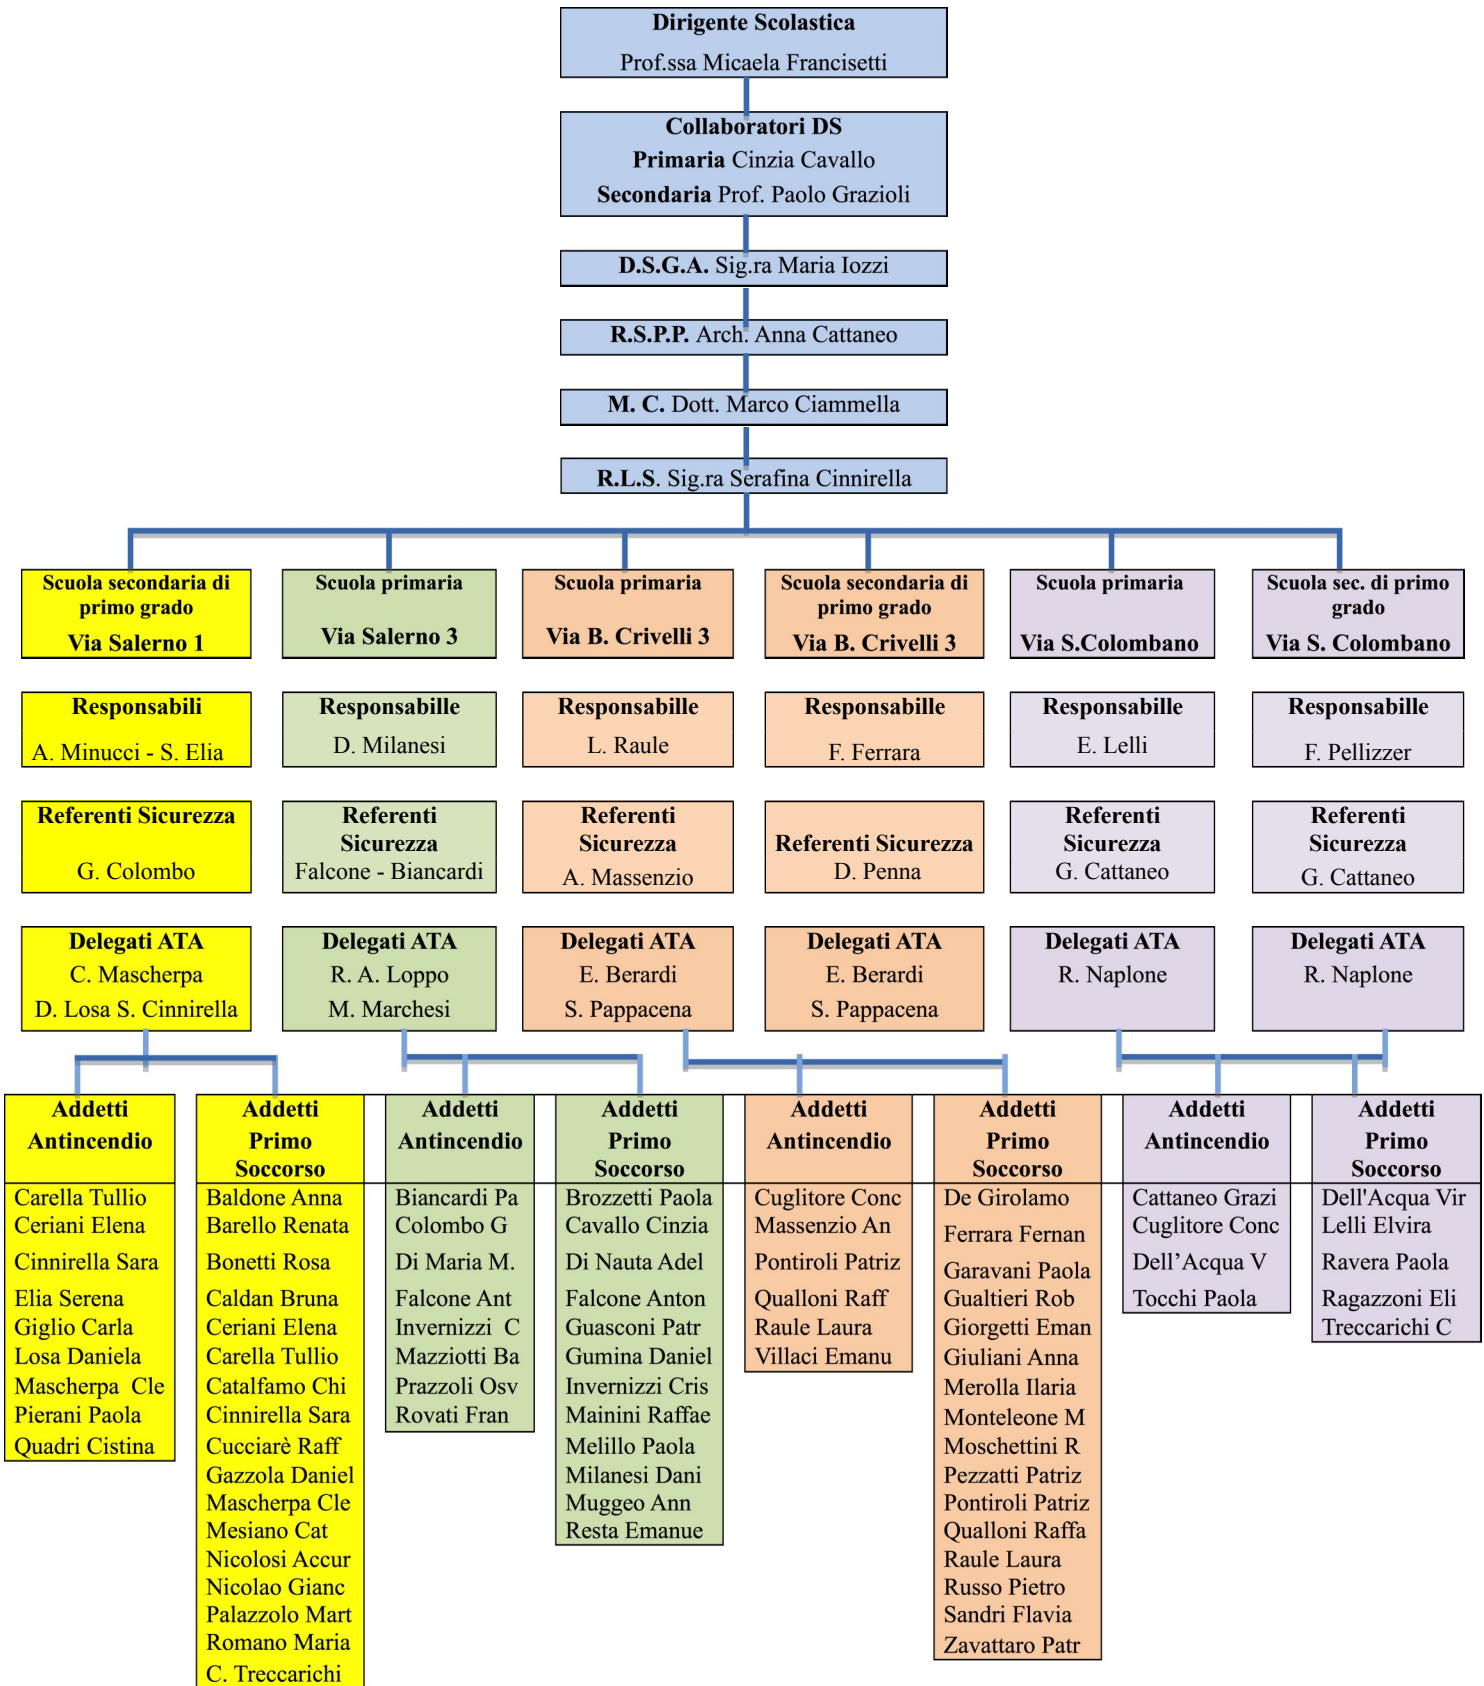 Dirigente Scolastica
Prof.ssa Micaela Francisetti
Collaboratori DS
Primaria Cinzia Cavallo
Secondaria Prof. Paolo Grazioli
D.S.G.A. Sig.ra Maria Iozzi
R.S.P.P. Arch. Anna Cattaneo
M. C. Dott. Marco Ciammella
R.L.S. Sig.ra Serafina Cinnirella
Scuola secondaria di
primo grado
Via Salerno 1
Scuola primaria
Via Salerno 3
Scuola primaria
Via B. Crivelli 3
Scuola secondaria di
primo grado
Via B. Crivelli 3
Scuola primaria
Via S.Colombano
Scuola sec. di primo
grado
Via S. Colombano
Responsabili
A. Minucci - S. Elia
Responsabille
D. Milanesi
Responsabille
L. Raule
Responsabille
F. Ferrara
Responsabille
E. Lelli
Responsabille
F. Pellizzer
Referenti Sicurezza
G. Colombo
Referenti
Sicurezza
Falcone - Biancardi
Referenti
Sicurezza
A. Massenzio
Referenti Sicurezza
D. Penna
Referenti
Sicurezza
G. Cattaneo
Referenti
Sicurezza
G. Cattaneo
Delegati ATA
C. Mascherpa
D. Losa S. Cinnirella
Delegati ATA
R. A. Loppo
M. Marchesi
Delegati ATA
E. Berardi
S. Pappacena
Delegati ATA
E. Berardi
S. Pappacena
Delegati ATA
R. Naplone
Delegati ATA
R. Naplone
Addetti
Antincendio
Carella Tullio
Ceriani Elena
Cinnirella Sara
Elia Serena
Giglio Carla
Losa Daniela
Mascherpa  Cle
Pierani Paola
Quadri Cistina
Addetti
Primo
Soccorso
Baldone Anna
Barello Renata
Bonetti Rosa
Caldan Bruna
Ceriani Elena
Carella Tullio
Catalfamo Chi
Cinnirella Sara
Cucciarè Raff
Gazzola Daniel
Mascherpa Cle
Mesiano Cat
Nicolosi Accur
Nicolao Gianc
Palazzolo Mart
Romano Maria
C. Treccarichi
Addetti
Antincendio
Biancardi Pa
Colombo G
Di Maria M.
Falcone Ant
Invernizzi  C
Mazziotti Ba
Prazzoli Osv
Rovati Fran
Addetti
Primo
Soccorso
Brozzetti Paola
Cavallo Cinzia
Di Nauta Adel
Falcone Anton
Guasconi Patr
Gumina Daniel
Invernizzi Cris
Mainini Raffae
Melillo Paola
Milanesi Dani
Muggeo Ann
Resta Emanue
Addetti
Antincendio
Cuglitore Conc
Massenzio An
Pontiroli Patriz
Qualloni Raff
Raule Laura
Villaci Emanu
Addetti
Primo
Soccorso
De Girolamo
Ferrara Fernan
Garavani Paola
Gualtieri Rob
Giorgetti Eman
Giuliani Anna
Merolla Ilaria
Monteleone M
Moschettini R
Pezzatti Patriz
Pontiroli Patriz
Qualloni Raffa
Raule Laura
Russo Pietro
Sandri Flavia
Zavattaro Patr
Addetti
Antincendio
Cattaneo Grazi
Cuglitore Conc
Dell’Acqua V
Tocchi Paola
Addetti
Primo
Soccorso
Dell'Acqua Vir
Lelli Elvira
Ravera Paola
Ragazzoni Eli
Treccarichi C